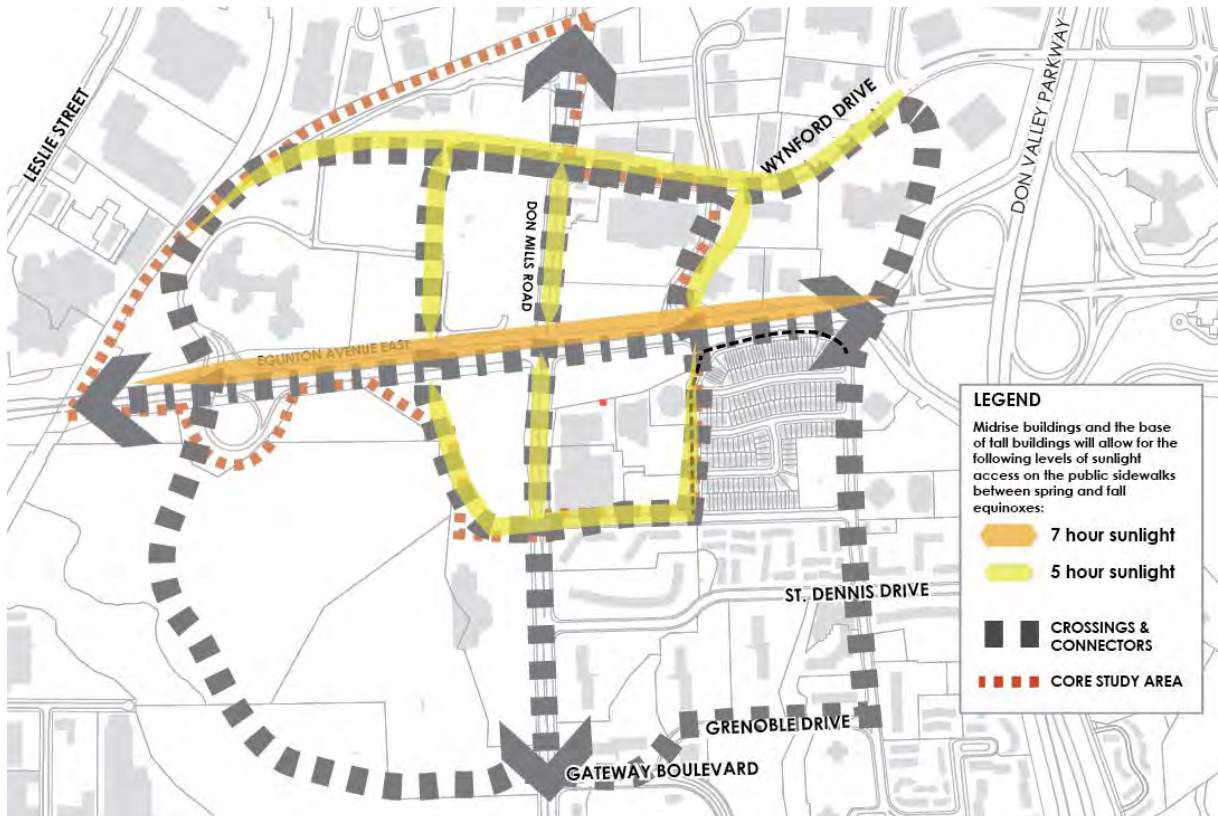 LESLIE STREET
DON MILLS ROAD
WYNFORD DRIVE
DON VALLEY PARKWAY
EGLINTON AVENUE EAST
ST. DENNIS DRIVE
GRENOBLE DRIVE
GATEWAY BOULEVARD
LEGEND
Midrise buildings and the base
of tall buildings will allow for the
following levels of sunlight
access on the public sidewalks
between spring and fall
equinoxes:
7 hour sunlight
5 hour sunlight
CROSSINGS &
CONNECTORS
CORE STUDY AREA